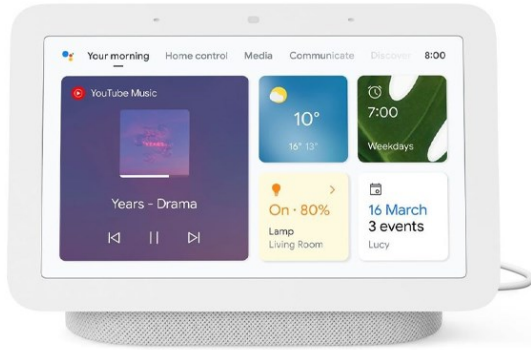 Your morning
Home control
Media
Communicate
Discover
8:00
YouTube Music
Years - Drama
10°
16° 13°
7:00
Weekdays
On · 80%
Lamp
Living Room
16 March
3 events
Lucy